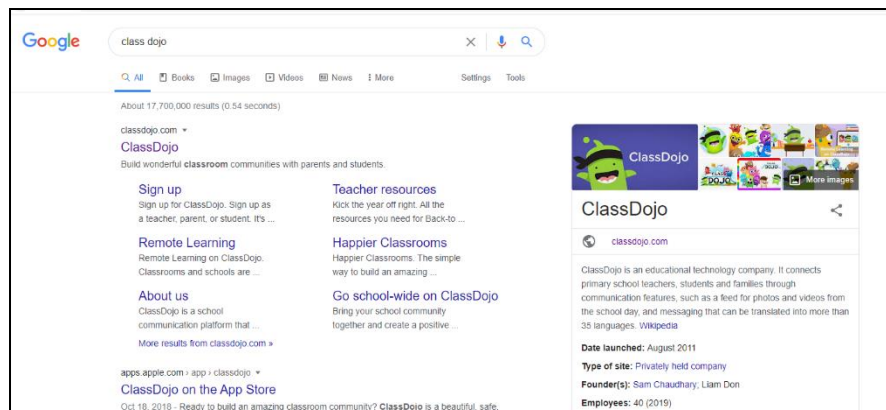 Google
class dojo
All Books Images Videos News More Settings Tools
About 17,700,000 results (0.54 seconds)
classdojo.com
ClassDojo
Build wonderful classroom communities with parents and students.
Sign up
Sign up for ClassDojo. Sign up as
a teacher, parent, or student. It's ...
Teacher resources
Kick the year off right. All the
resources you need for Back-to ...
Remote Learning
Remote Learning on ClassDojo.
Classrooms and schools are ...
Happier Classrooms
Happier Classrooms. The simple
way to build an amazing ...
About us
ClassDojo is a school
communication platform that ...
Go school-wide on ClassDojo
Bring your school community
together and create a positive ...
More results from classdojo.com »
apps.apple.com › app › classdojo
ClassDojo on the App Store
Oct 18, 2018 - Ready to build an amazing classroom community? ClassDojo is a beautiful, safe,
ClassDojo
More images
ClassDojo
classdojo.com
ClassDojo is an educational technology company. It connects
primary school teachers, students and families through
communication features, such as a feed for photos and videos from
the school day, and messaging that can be translated into more than
35 languages. Wikipedia
Date launched: August 2011
Type of site: Privately held company
Founder(s): Sam Chaudhary; Liam Don
Employees: 40 (2019)